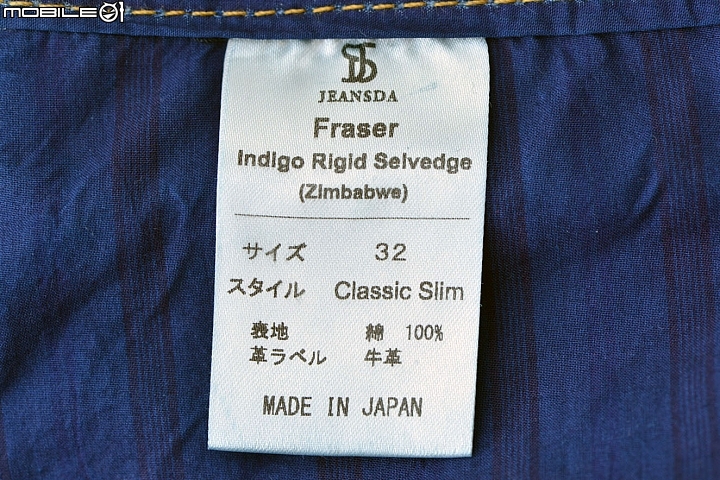 MOBILE01
JEANSDA
Fraser
Indigo Rigid Selvedge
(Zimbabwe)
サイズ 32
スタイル Classic Slim
表地 綿 100%
革ラベル 牛革
MADE IN JAPAN